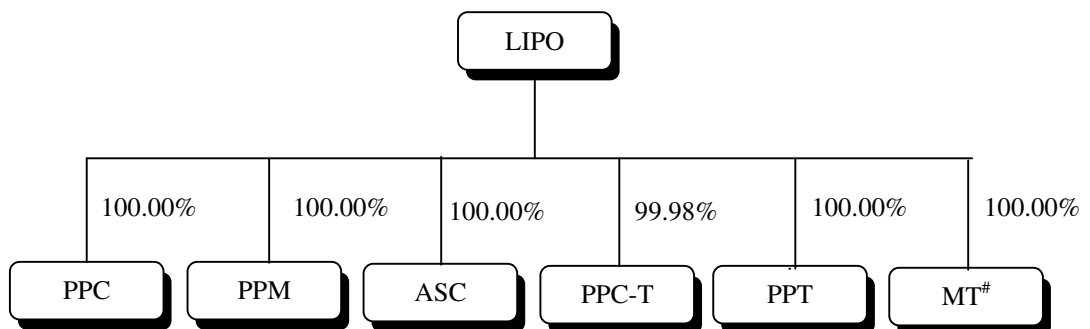 LIPO
100.00% 100.00% 100.00% 99.98% 100.00% 100.00%
PPC PPM ASC PPC-T PPT MT#